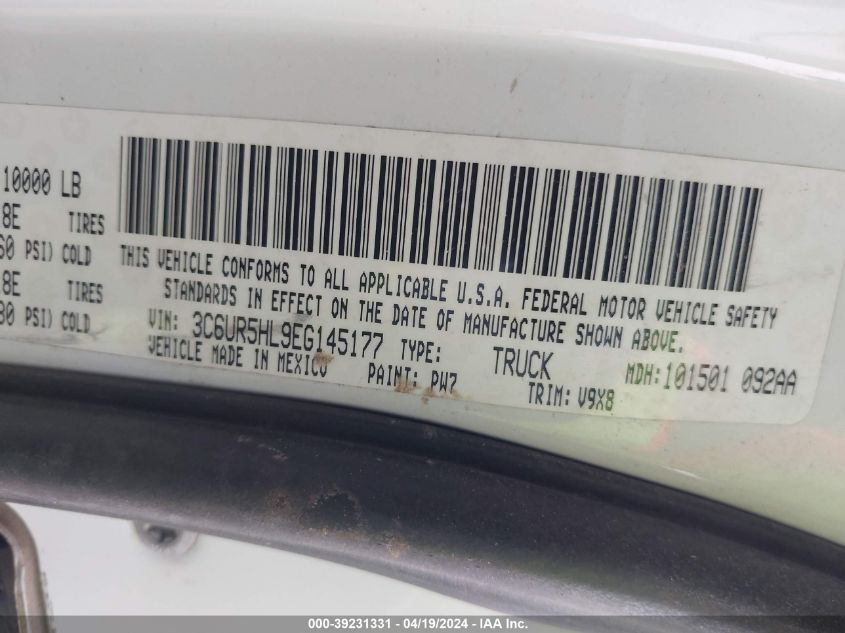 10000 LB
8E TIRES
60 PSI) COLD
8E TIRES
80 PSI) COLD
THIS VEHICLE CONFORMS TO ALL APPLICABLE U.S.A. FEDERAL MOTOR VEHICLE SAFETY
STANDARDS IN EFFECT ON THE DATE OF MANUFACTURE SHOWN ABOVE.
VIN: 3C6UR5HL9EG145177 TYPE: TRUCK MDH: 101501 092AA
VEHICLE MADE IN MEXICO PAINT: PW7 TRIM: V9X8
000-39231331 - 04/19/2024 - IAA Inc.